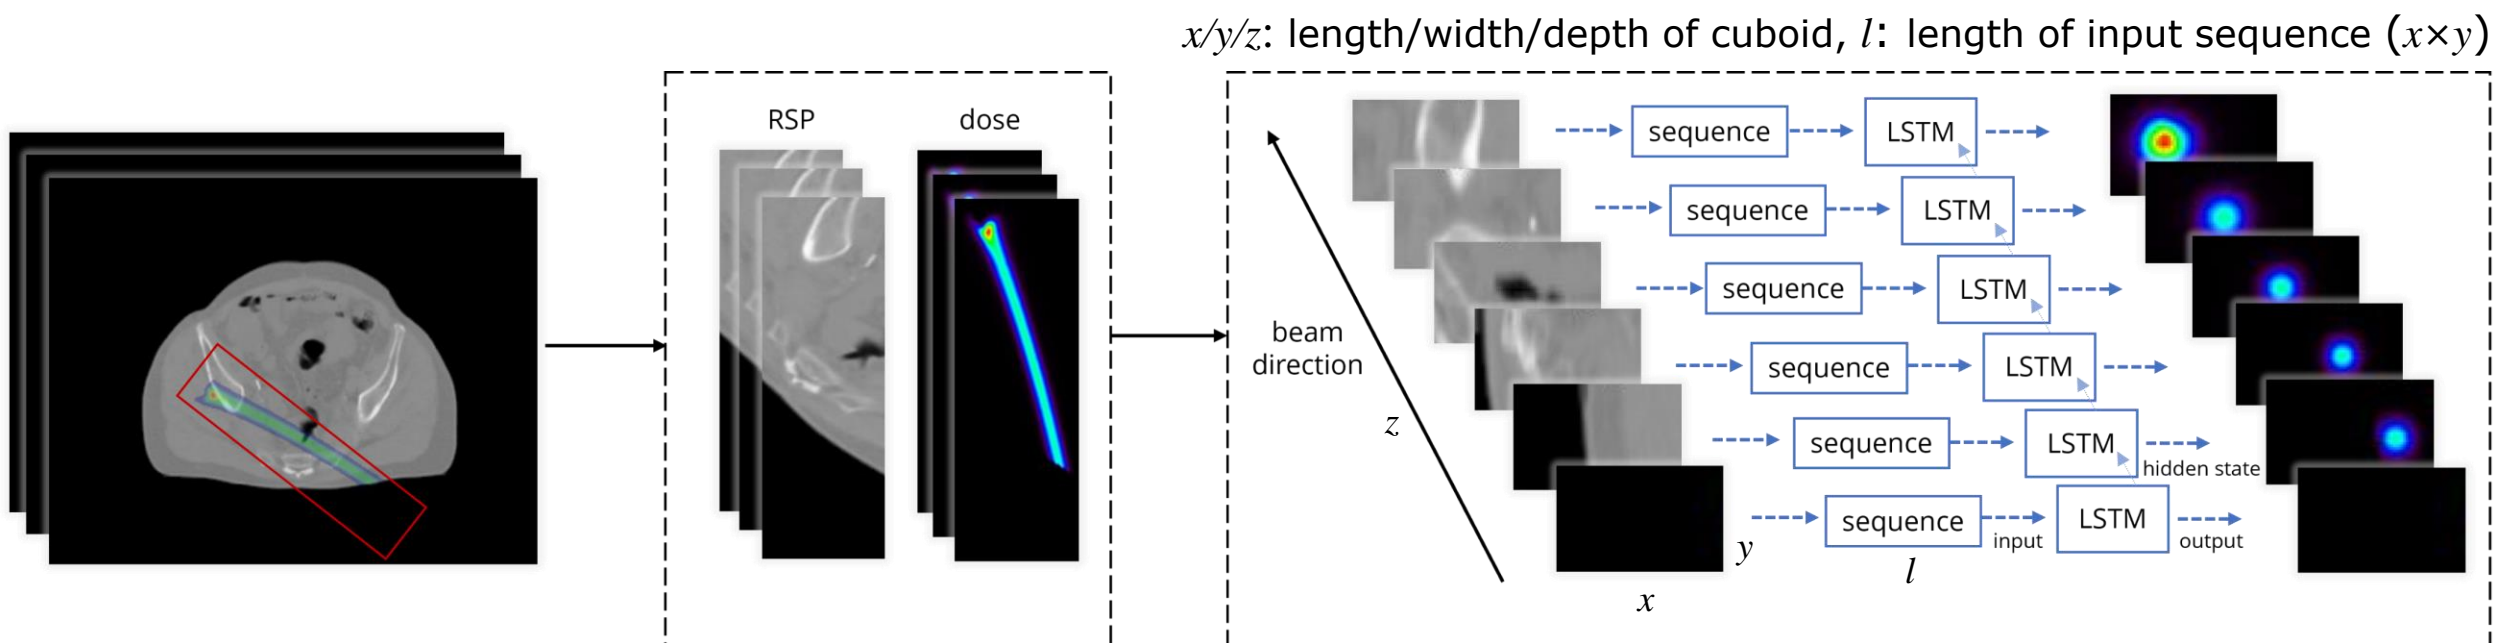 x/y/z: length/width/depth of cuboid, l: length of input sequence (x×y)
RSP
dose
beam
direction
z
x
y
l
sequence
LSTM
sequence
LSTM
sequence
LSTM
sequence
LSTM
sequence
LSTM
hidden state
sequence
LSTM
input
output